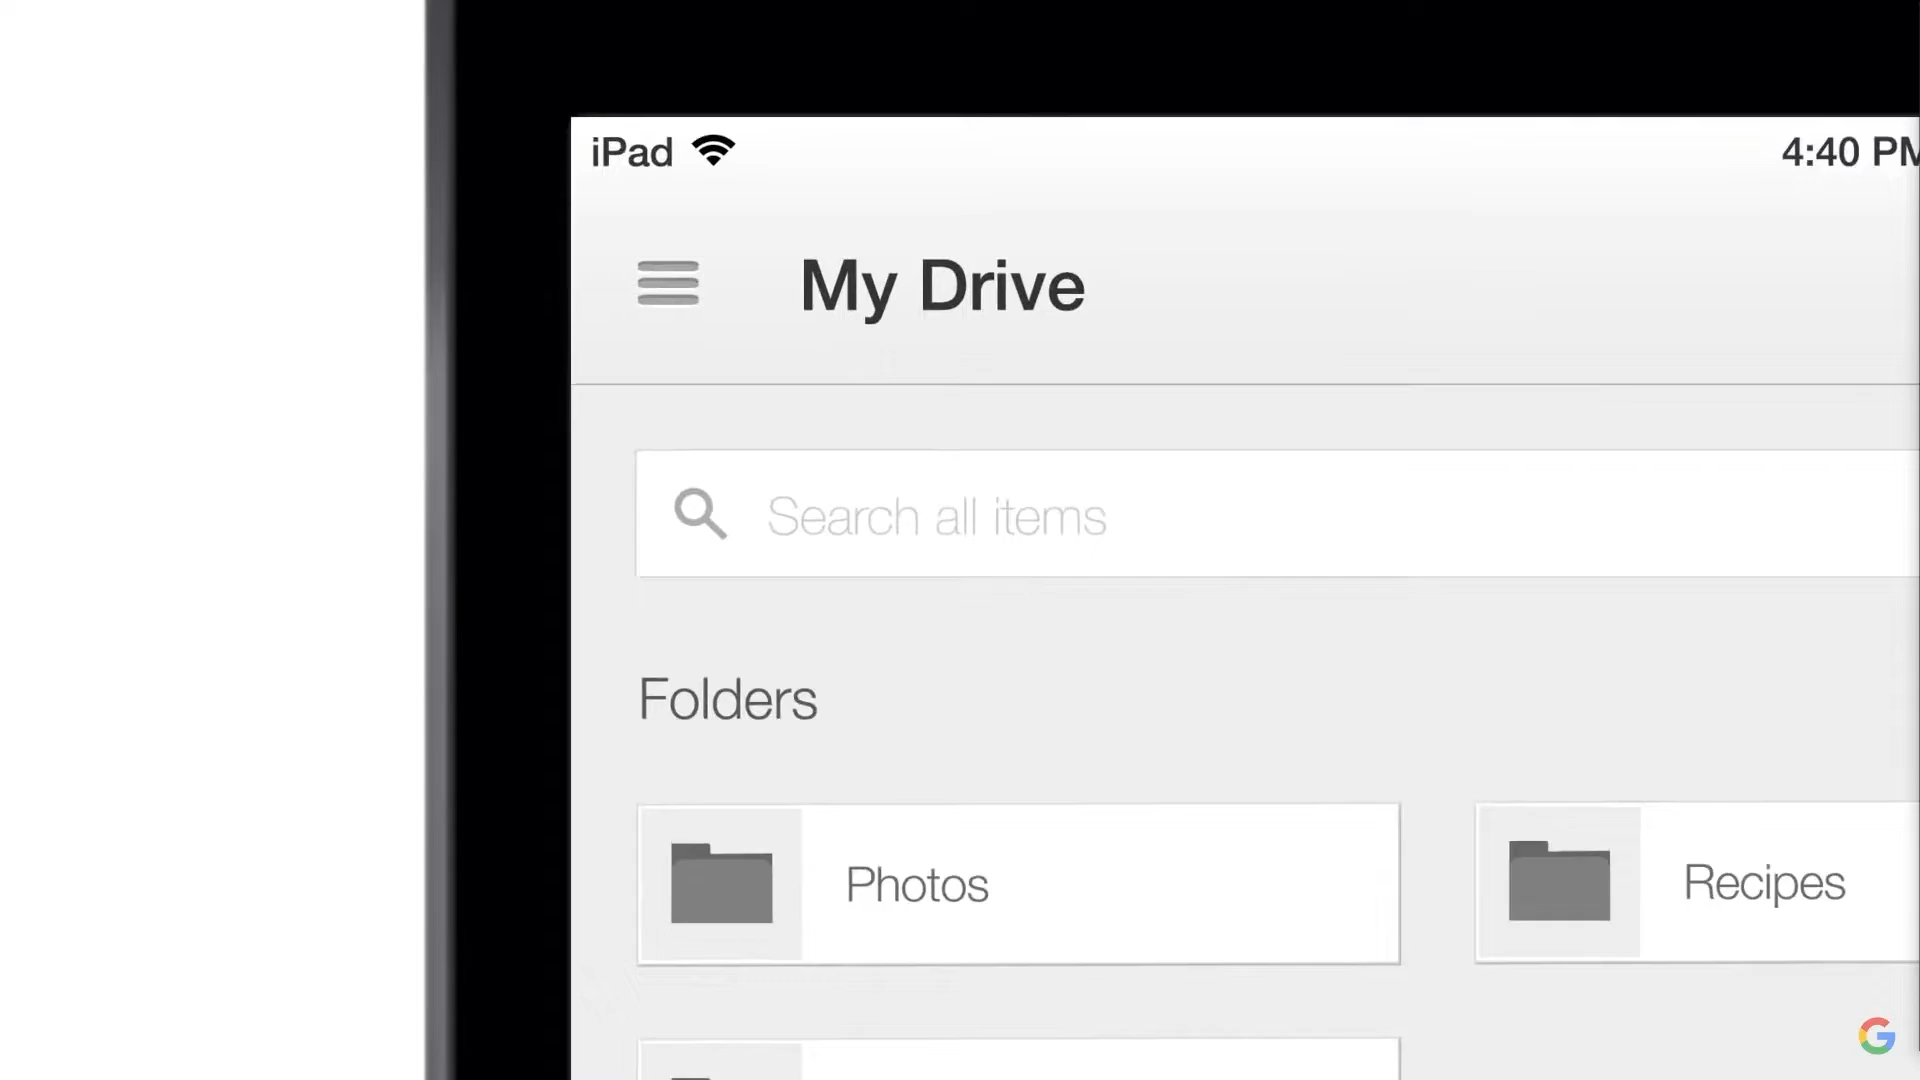 iPad 4:40 PM
My Drive
Search all items
Folders
Photos
Recipes